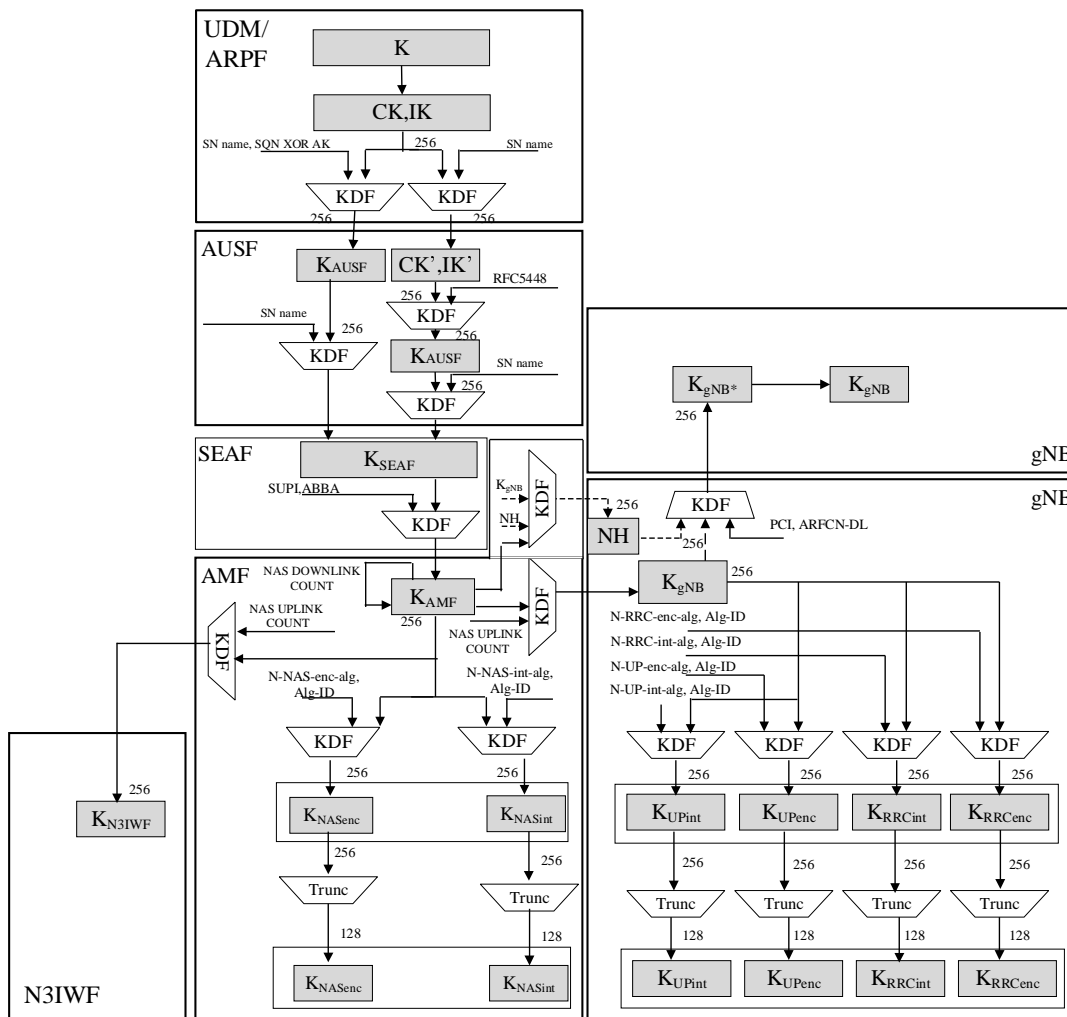 UDM/
ARPF
K
CK,IK
SN name, SQN XOR AK
256
SN name
KDF
KDF
256
256
AUSF
KAUSF
CK’,IK’
RFC5448
256
KDF
SN name
256
256
KDF
KAUSF
SN name
256
KDF
SEAF
KSEAF
SUPI,ABBA
KDF
KgNB
NH
KDF
256
NH
KgNB*
KgNB
256
gNB
gNB
KDF
PCI, ARFCN-DL
256
KgNB
256
AMF
NAS DOWNLINK
COUNT
KAMF
256
KDF
NAS UPLINK
COUNT
NAS UPLINK
COUNT
KDF
N-RRC-enc-alg, Alg-ID
N-RRC-int-alg, Alg-ID
N-UP-enc-alg, Alg-ID
N-UP-int-alg, Alg-ID
N-NAS-enc-alg,
Alg-ID
N-NAS-int-alg,
Alg-ID
KDF
KDF
KDF
KDF
KDF
KDF
256
256
256
256
256
256
256
KN3IWF
KNASenc
KNASint
KUPint
KUPenc
KRRCint
KRRCenc
256
256
256
256
256
256
Trunc
Trunc
Trunc
Trunc
Trunc
Trunc
128
128
128
128
128
128
KNASenc
KNASint
KUPint
KUPenc
KRRCint
KRRCenc
N3IWF